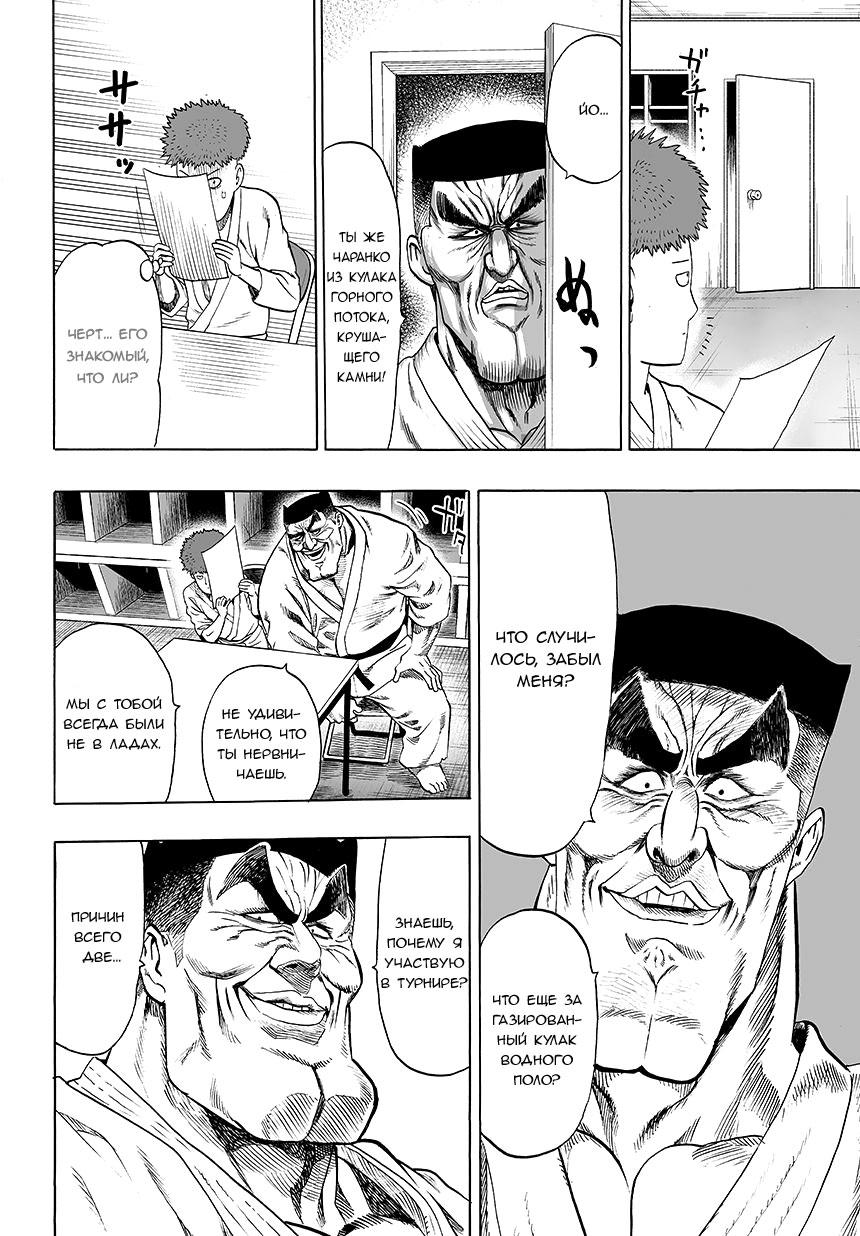 ガチャ…
ЙО...
ぬっ
ТЫ ЖЕ
ЧАРАНКО
ИЗ КУЛАКА
ГОРНОГО
ПОТОКА,
КРУША-
ЩЕГО
КАМНИ!
ササッ
ЧЕРТ... ЕГО
ЗНАКОМЫЙ,
ЧТО ЛИ?
ЧТО СЛУЧИ-
ЛОСЬ, ЗАБЫЛ
МЕНЯ?
ЧТО ЕЩЕ ЗА
ГАЗИРОВАН-
НЫЙ КУЛАК
ВОДНОГО
ПОЛО?
НЕ УДИВИ-
ТЕЛЬНО, ЧТО
ТЫ НЕРВНИ-
ЧАЕШЬ.
МЫ С ТОБОЙ
ВСЕГДА БЫЛИ
НЕ В ЛАДАХ.
ЗНАЕШЬ,
ПОЧЕМУ Я
УЧАСТВУЮ
В ТУРНИРЕ?
ПРИЧИН
ВСЕГО
ДВЕ...